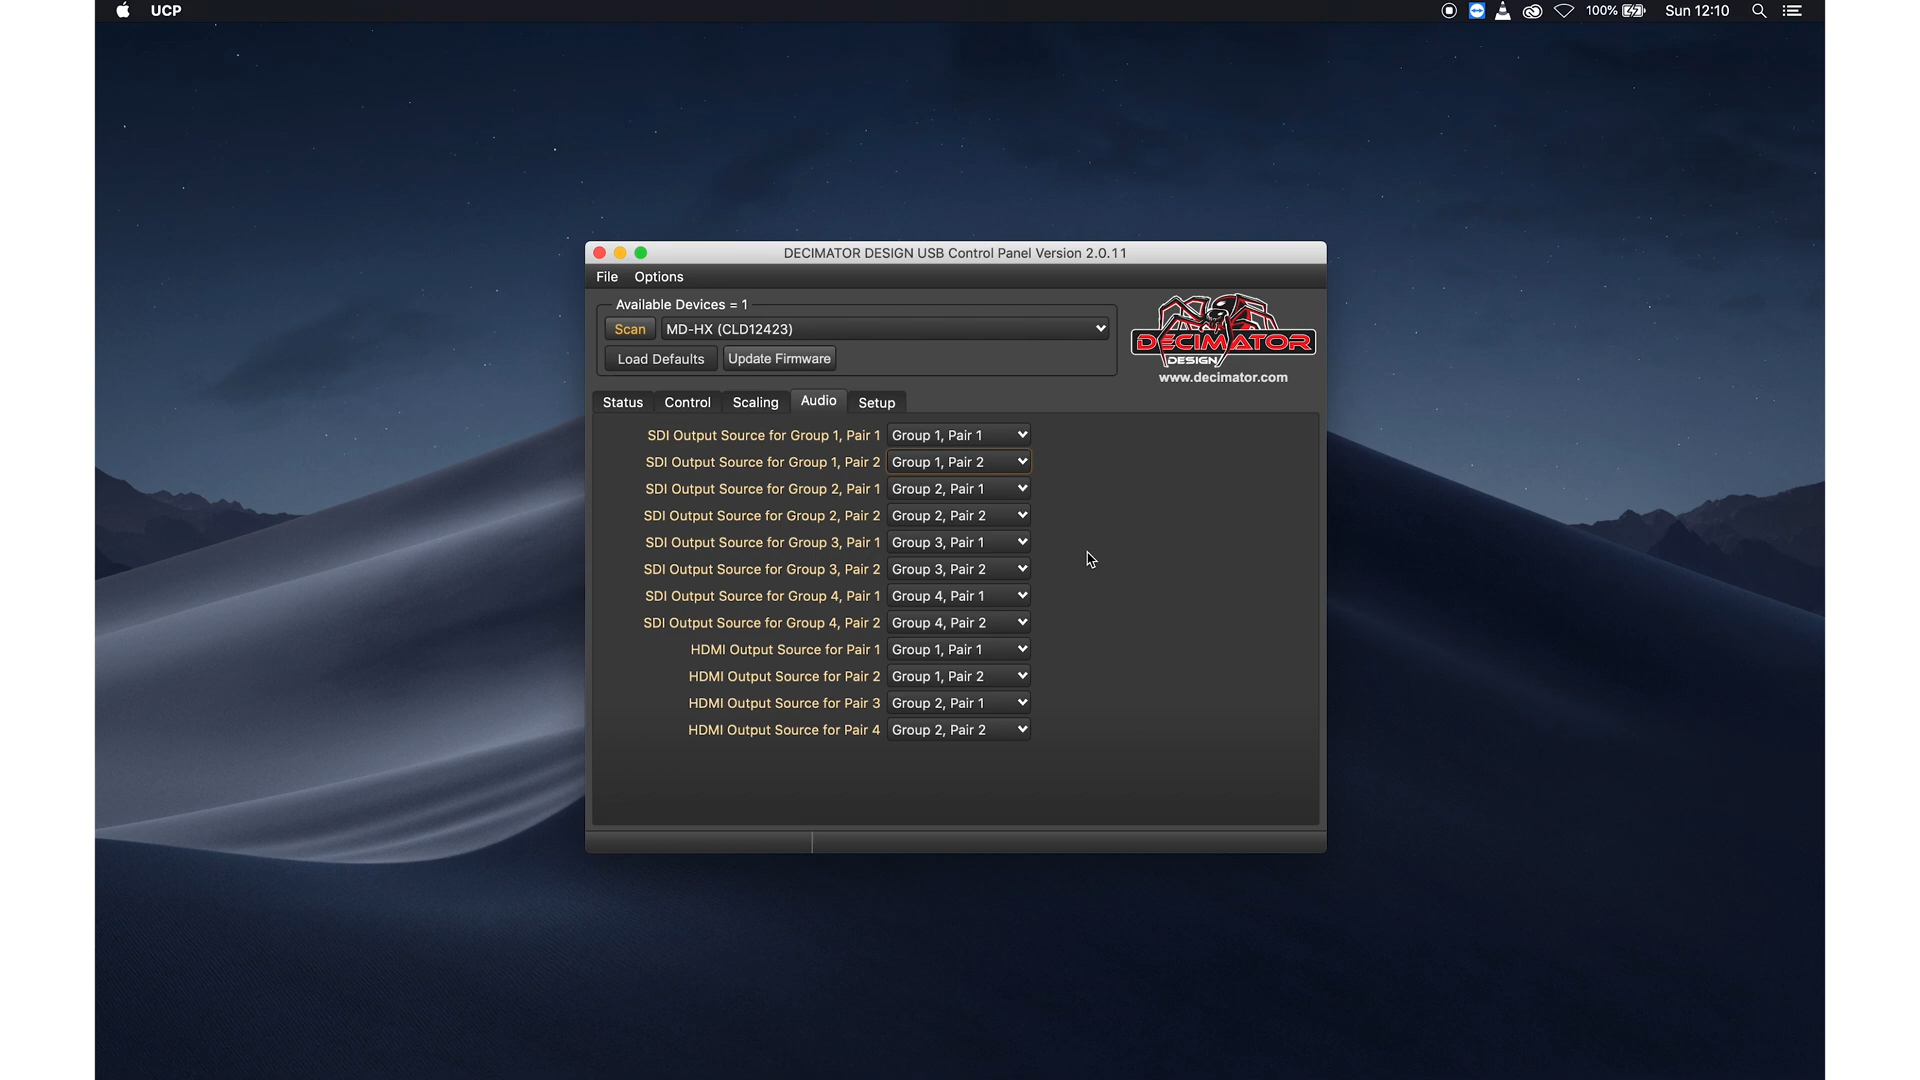 UCP
100%
Sun 12:10
DECIMATOR DESIGN USB Control Panel Version 2.0.11
File Options
Available Devices = 1
Scan MD-HX (CLD12423)
Load Defaults Update Firmware
DECIMATOR
DESIGN
www.decimator.com
Status Control Scaling Audio Setup
SDI Output Source for Group 1, Pair 1 Group 1, Pair 1
SDI Output Source for Group 1, Pair 2 Group 1, Pair 2
SDI Output Source for Group 2, Pair 1 Group 2, Pair 1
SDI Output Source for Group 2, Pair 2 Group 2, Pair 2
SDI Output Source for Group 3, Pair 1 Group 3, Pair 1
SDI Output Source for Group 3, Pair 2 Group 3, Pair 2
SDI Output Source for Group 4, Pair 1 Group 4, Pair 1
SDI Output Source for Group 4, Pair 2 Group 4, Pair 2
HDMI Output Source for Pair 1 Group 1, Pair 1
HDMI Output Source for Pair 2 Group 1, Pair 2
HDMI Output Source for Pair 3 Group 2, Pair 1
HDMI Output Source for Pair 4 Group 2, Pair 2